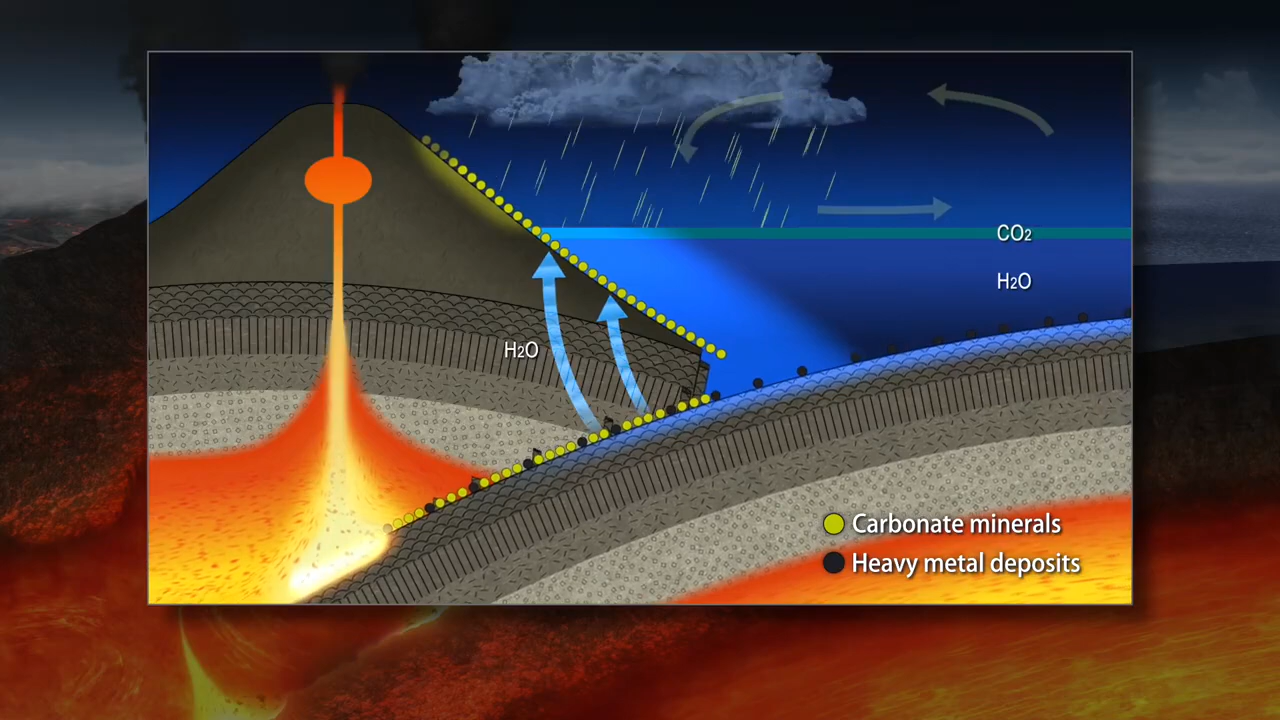 CO2
H2O
H2O
Carbonate minerals
Heavy metal deposits